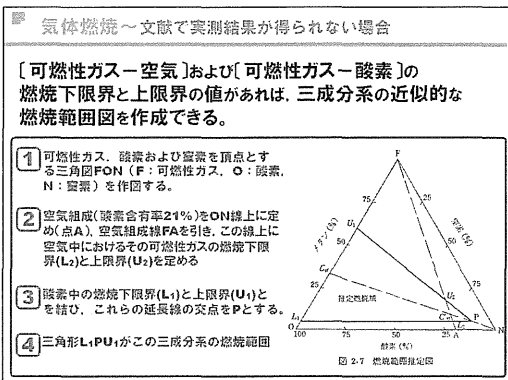 気体燃焼～文献で実測結果が得られない場合
［可燃性ガス－空気］および［可燃性ガス－酸素］の
燃焼下限界と上限界の値があれば，三成分系の近似的な
燃焼範囲図を作成できる。
1 可燃性ガス，酸素および窒素を頂点とす
る三角図FON（F：可燃性ガス，O：酸素，
N：窒素）を作図する。
2 空気組成（酸素含有率21%）をON線上に定
め（点A），空気組成線FAを引き，この線上に
空気中におけるその可燃性ガスの燃焼下限
界（L₂）と上限界（U₂）を定める
3 酸素中の燃焼下限界（L₁）と上限界（U₁）と
を結び，これらの延長線の交点をPとする。
4 三角形L₁PU₁がこの三成分系の燃焼範囲
F
75 25
U₁
メタン（%） 50 50 窒素（%）
Cst
25 推定燃焼域 U₂ 75
L₁ Cst P
O L₂ N
100 75 50 25 A
酸素（%）
図 2-7 燃焼範囲推定図